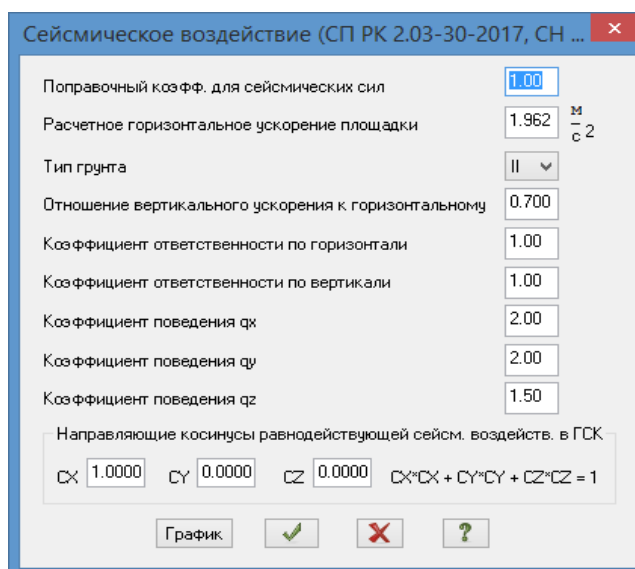 Сейсмическое воздействие (СП РК 2.03-30-2017, СН ...
Поправочный коэфф. для сейсмических сил 1.00
Расчетное горизонтальное ускорение площадки 1.962 м/с2
Тип грунта II
Отношение вертикального ускорения к горизонтальному 0.700
Коэффициент ответственности по горизонтали 1.00
Коэффициент ответственности по вертикали 1.00
Коэффициент поведения qx 2.00
Коэффициент поведения qy 2.00
Коэффициент поведения qz 1.50
Направляющие косинусы равнодействующей сейсм. воздейств. в ГСК
CX 1.0000 CY 0.0000 CZ 0.0000 CX*CX + CY*CY + CZ*CZ = 1
График ?